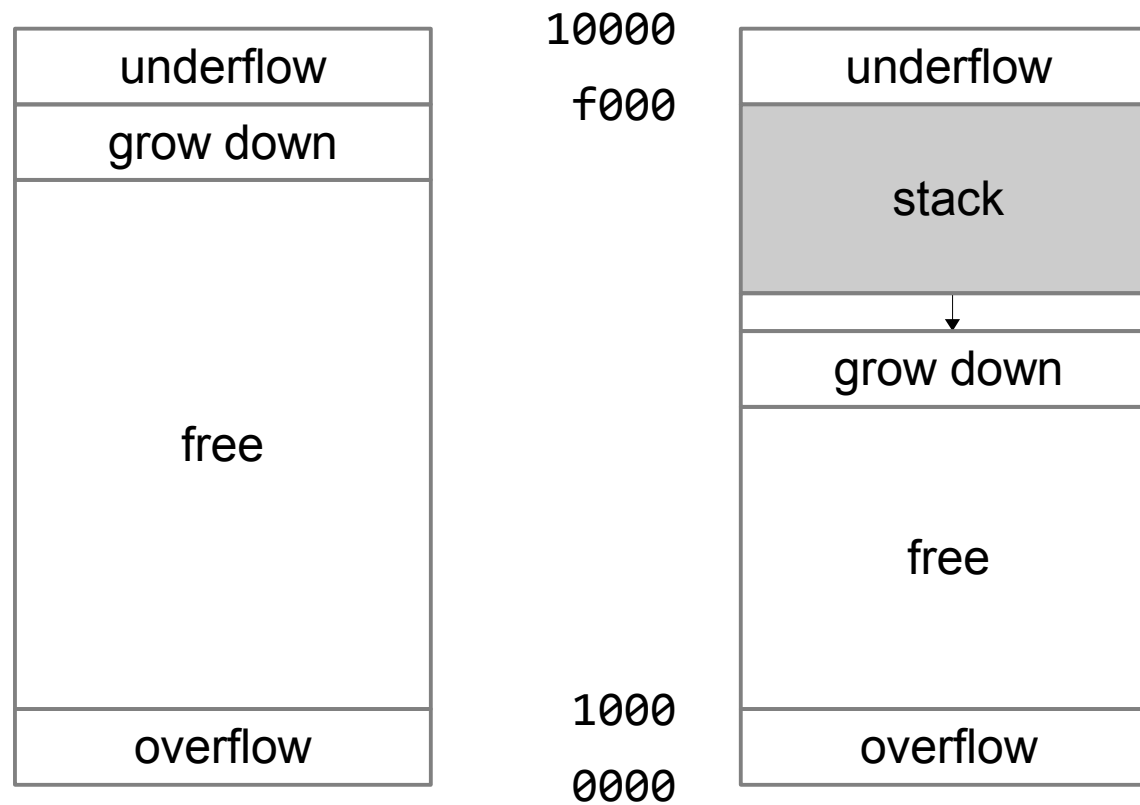 underflow
grow down
free
overflow
10000
f000
1000
0000
underflow
stack
grow down
free
overflow